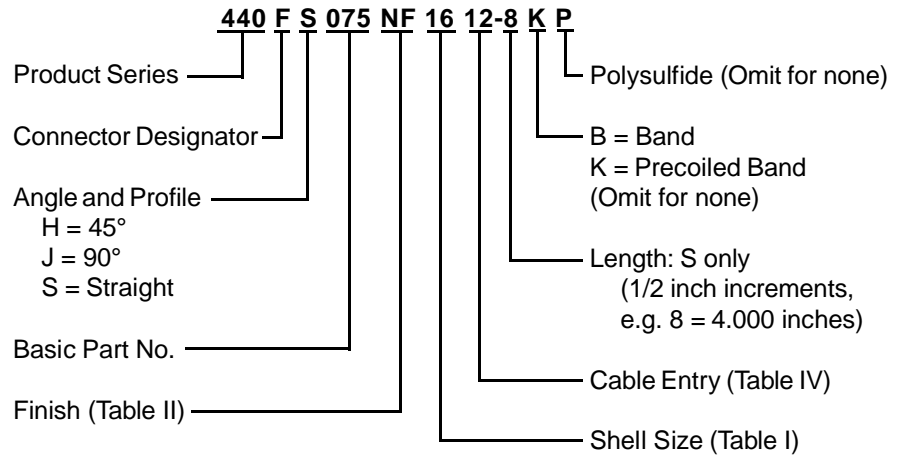 440 F S 075 NF 16 12-8 K P
Product Series
Connector Designator
Angle and Profile
H = 45°
J = 90°
S = Straight
Basic Part No.
Finish (Table II)
Polysulfide (Omit for none)
B = Band
K = Precoiled Band
(Omit for none)
Length: S only
(1/2 inch increments,
e.g. 8 = 4.000 inches)
Cable Entry (Table IV)
Shell Size (Table I)